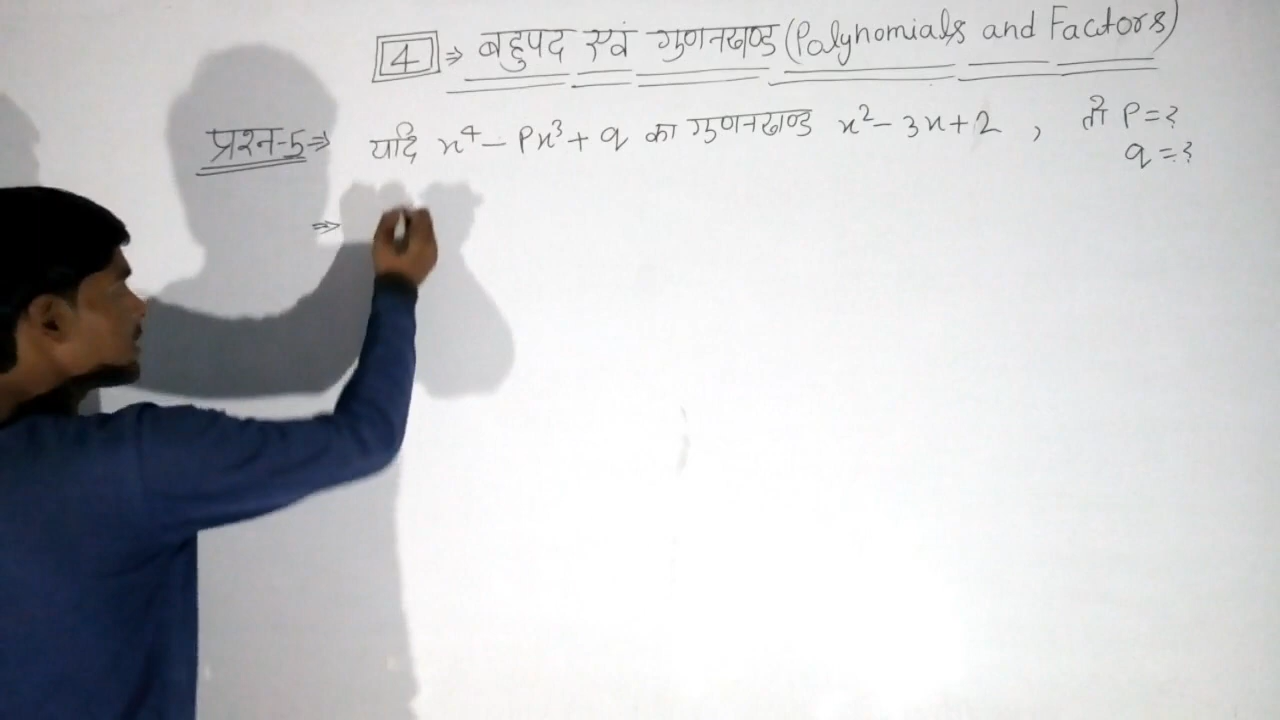 4 ⇒ बहुपद एवं गुणनखण्ड (Polynomials and Factors)
प्रश्न-5⇒ यदि x⁴ - Px³ + q का गुणनखण्ड x² - 3x + 2 , तो P = ?
q = ?
⇒